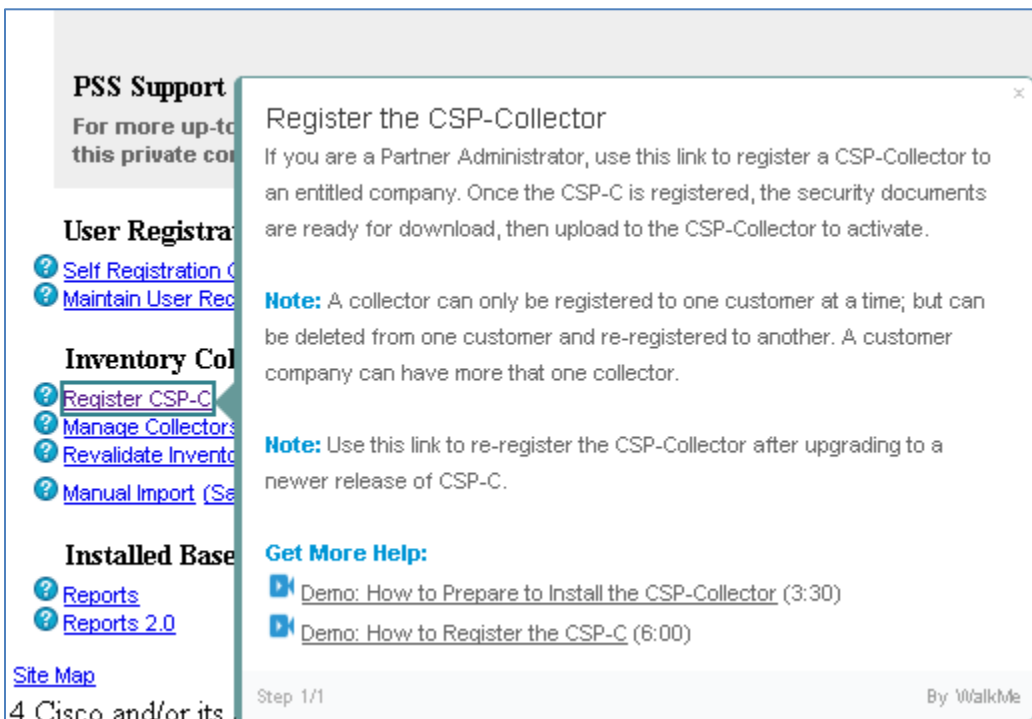 PSS Support
For more up-to
this private
User
Self Registration
Maintain User Rec
Inventory Col
Register CSP-C
Manage Collectors
Revalidate Invento
Manual Import (Sa
Installed Base
Reports
Reports 2.0
Site Map
4 Cisco and/or its
Register the CSP-Collector
If you are a Partner Administrator, use this link to register a CSP-Collector to
an entitled company. Once the CSP-C is registered, the security documents
are ready for download, then upload to the CSP-Collector to activate.
Note: A collector can only be registered to one customer at a time; but can
be deleted from one customer and re-registered to another. A customer
company can have more that one collector.
Note: Use this link to re-register the CSP-Collector after upgrading to a
newer release of CSP-C.
Get More Help:
Demo: How to Prepare to Install the CSP-Collector (3:30)
Demo: How to Register the CSP-C (6:00)
Step 1/1
By WalkMe